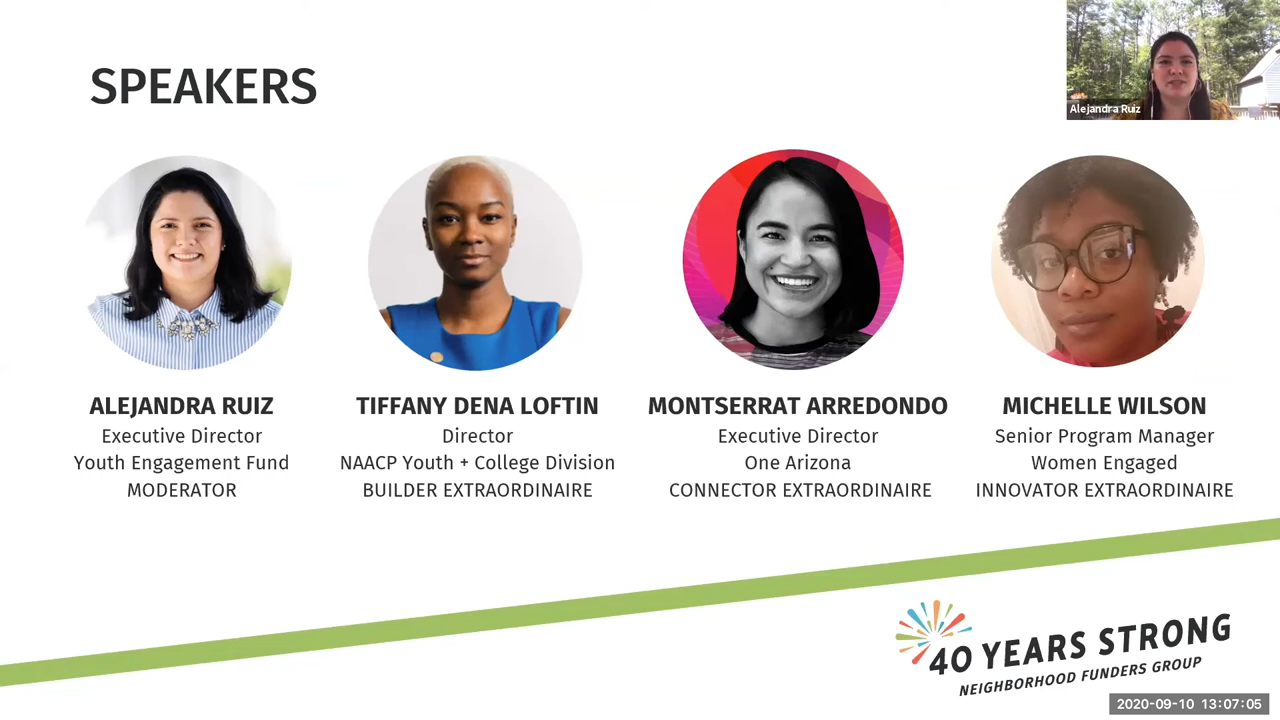 SPEAKERS
Alejandra Ruiz
ALEJANDRA RUIZ
Executive Director
Youth Engagement Fund
MODERATOR
TIFFANY DENA LOFTIN
Director
NAACP Youth + College Division
BUILDER EXTRAORDINAIRE
MONTSERRAT ARREDONDO
Executive Director
One Arizona
CONNECTOR EXTRAORDINAIRE
MICHELLE WILSON
Senior Program Manager
Women Engaged
INNOVATOR EXTRAORDINAIRE
40 YEARS STRONG
NEIGHBORHOOD FUNDERS GROUP
2020-09-10 13:07:05